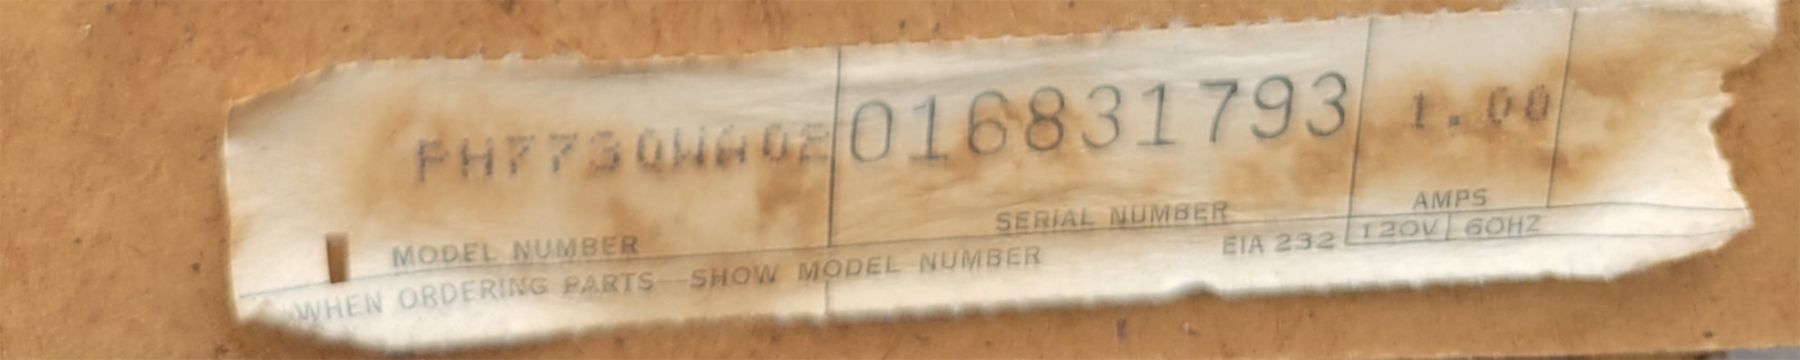 PH7730WA02 016831793 1.00
MODEL NUMBER SERIAL NUMBER AMPS
WHEN ORDERING PARTS SHOW MODEL NUMBER EIA 232 120V 60HZ